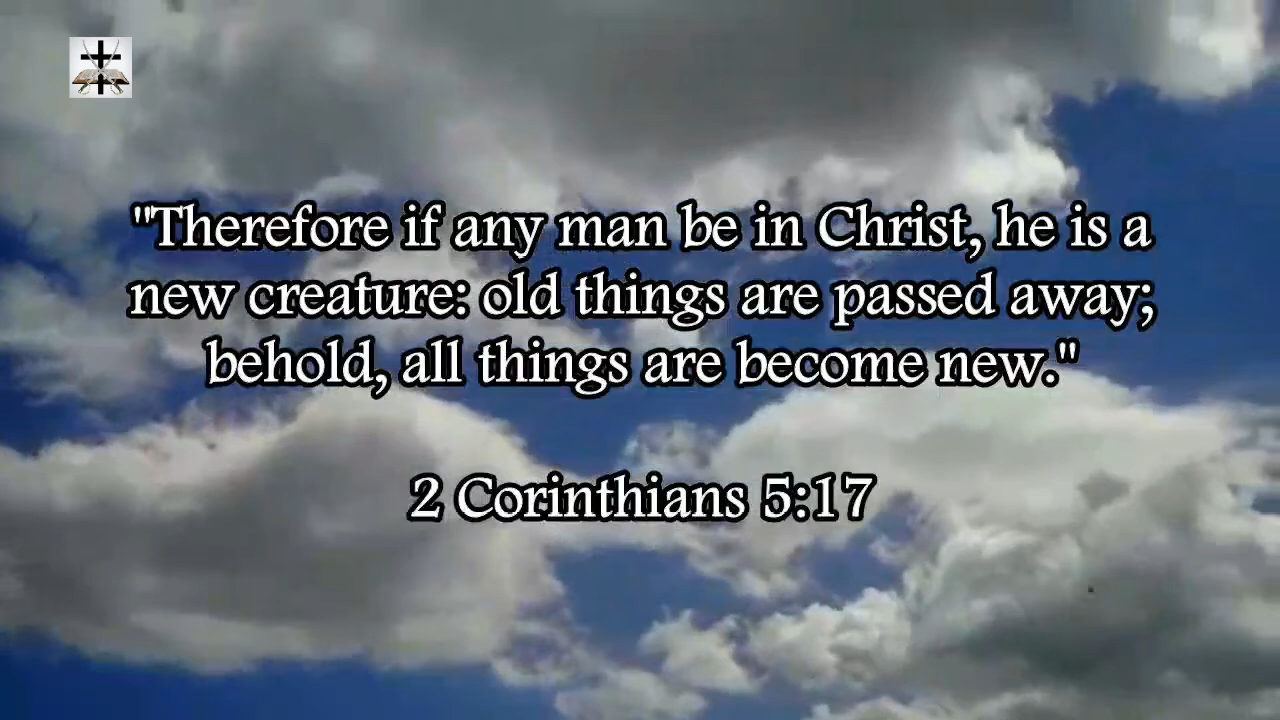 "Therefore if any man be in Christ, he is a
new creature: old things are passed away;
behold, all things are become new."
2 Corinthians 5:17